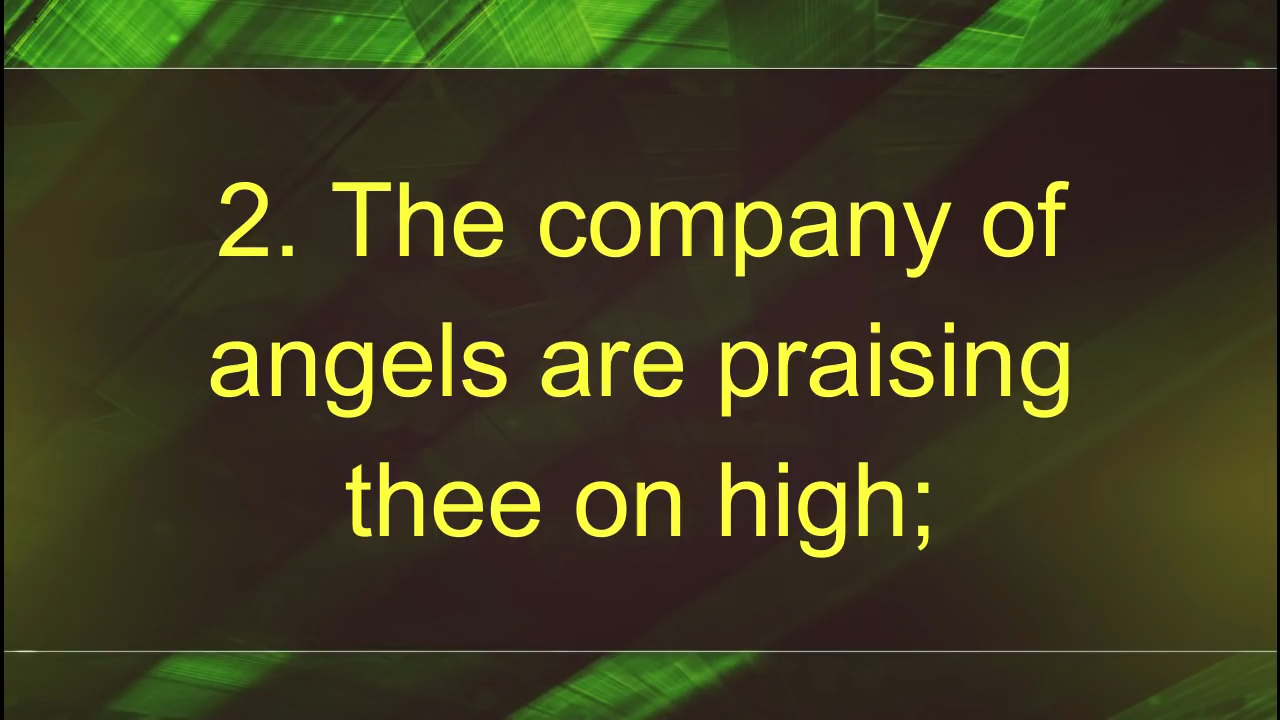 2. The company of
angels are praising
thee on high;